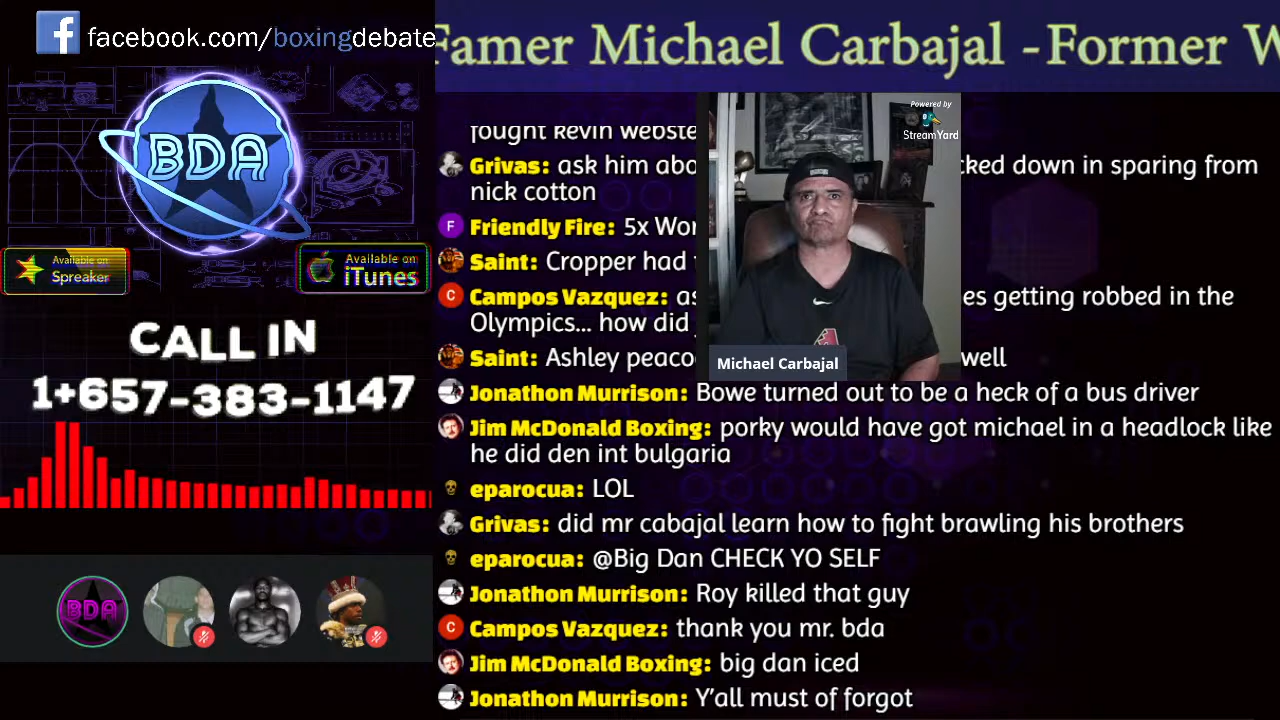 facebook.com/boxingdebate
BDA
Available on
Spreaker
Available on
iTunes
CALL IN
1+657-383-1147
BDA
Famer Michael Carbajal -Former W
Powered by
StreamYard
fought kevin webste
Grivas: ask him abo cked down in sparing from
nick cotton
F Friendly Fire: 5x Wor
Saint: Cropper had
C Campos Vazquez: as es getting robbed in the
Olympics... how did
Saint: Ashley peaco well
Michael Carbajal
Jonathon Murrison: Bowe turned out to be a heck of a bus driver
Jim McDonald Boxing: porky would have got michael in a headlock like
he did den int bulgaria
eparocua: LOL
Grivas: did mr cabajal learn how to fight brawling his brothers
eparocua: @Big Dan CHECK YO SELF
Jonathon Murrison: Roy killed that guy
C Campos Vazquez: thank you mr. bda
Jim McDonald Boxing: big dan iced
Jonathon Murrison: Y'all must of forgot